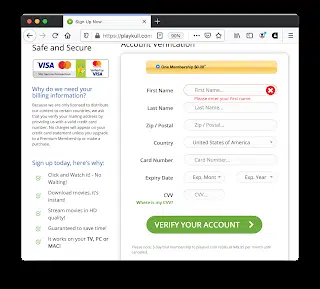 Sign Up Now
https://playkull.com
90%
Safe and Secure
Account Verification
VISA
VISA
One Membership $0.00
Why do we need your
billing information?
Because we are only licensed to distribute
our content to certain countries, we ask
that you verify your mailing address by
providing us with a valid credit card
number. No charges will appear on your
credit card statement unless you upgrade
to a Premium Membership or make a
purchase.
Sign-up today, here's why:
Click and Watch it! - No
Waiting!
Download movies, it's
instant!
Stream movies in HD
quality!
Guaranteed to save time!
It works on your TV, PC or
MAC!
First Name
First Name...
Please enter your first name
Last Name
Last Name...
Zip / Postal
Zip / Postal...
Country
United States of America
Card Number
Card Number...
Expiry Date
Exp. Mont
Exp. Year
CVV
CVC...
Where is my CVV?
VERIFY YOUR ACCOUNT